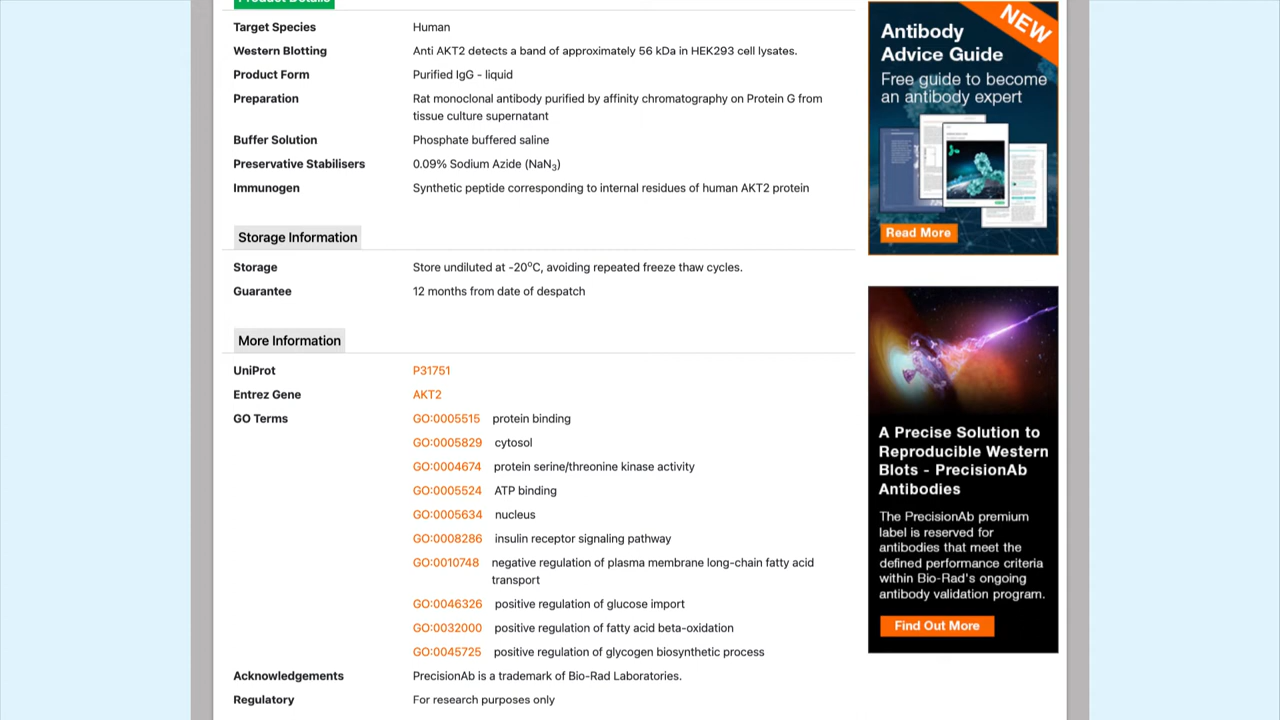 Product Details
Target Species Human
Western Blotting Anti AKT2 detects a band of approximately 56 kDa in HEK293 cell lysates.
Product Form Purified IgG - liquid
Preparation Rat monoclonal antibody purified by affinity chromatography on Protein G from
tissue culture supernatant
Buffer Solution Phosphate buffered saline
Preservative Stabilisers 0.09% Sodium Azide (NaN3)
Immunogen Synthetic peptide corresponding to internal residues of human AKT2 protein
Storage Information
Storage Store undiluted at -20°C, avoiding repeated freeze thaw cycles.
Guarantee 12 months from date of despatch
More Information
UniProt P31751
Entrez Gene AKT2
GO Terms GO:0005515 protein binding
GO:0005829 cytosol
GO:0004674 protein serine/threonine kinase activity
GO:0005524 ATP binding
GO:0005634 nucleus
GO:0008286 insulin receptor signaling pathway
GO:0010748 negative regulation of plasma membrane long-chain fatty acid
transport
GO:0046326 positive regulation of glucose import
GO:0032000 positive regulation of fatty acid beta-oxidation
GO:0045725 positive regulation of glycogen biosynthetic process
Acknowledgements PrecisionAb is a trademark of Bio-Rad Laboratories.
Regulatory For research purposes only
NEW
Antibody
Advice Guide
Free guide to become
an antibody expert
Read More
A Precise Solution to
Reproducible Western
Blots - PrecisionAb
Antibodies
The PrecisionAb premium
label is reserved for
antibodies that meet the
defined performance criteria
within Bio-Rad's ongoing
antibody validation program.
Find Out More